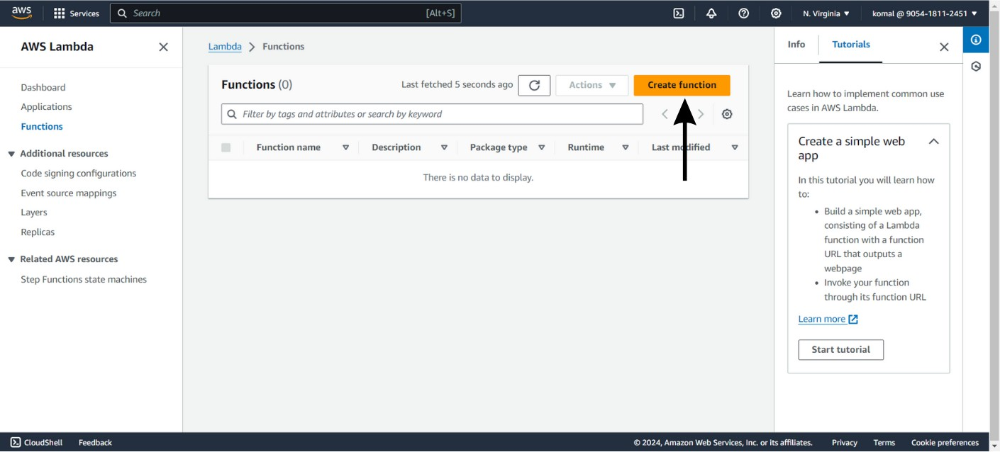 aws Services Search [Alt+S] N. Virginia komal @ 9054-1811-2451
AWS Lambda
Dashboard
Applications
Functions
Additional resources
Code signing configurations
Event source mappings
Layers
Replicas
Related AWS resources
Step Functions state machines
Lambda > Functions
Functions (0) Last fetched 5 seconds ago Actions Create function
Filter by tags and attributes or search by keyword
Function name Description Package type Runtime Last modified
There is no data to display.
Info Tutorials
Learn how to implement common use
cases in AWS Lambda.
Create a simple web
app
In this tutorial you will learn how
to:
• Build a simple web app,
consisting of a Lambda
function with a function
URL that outputs a
webpage
• Invoke your function
through its function URL
Learn more
Start tutorial
CloudShell Feedback © 2024, Amazon Web Services, Inc. or its affiliates. Privacy Terms Cookie preferences